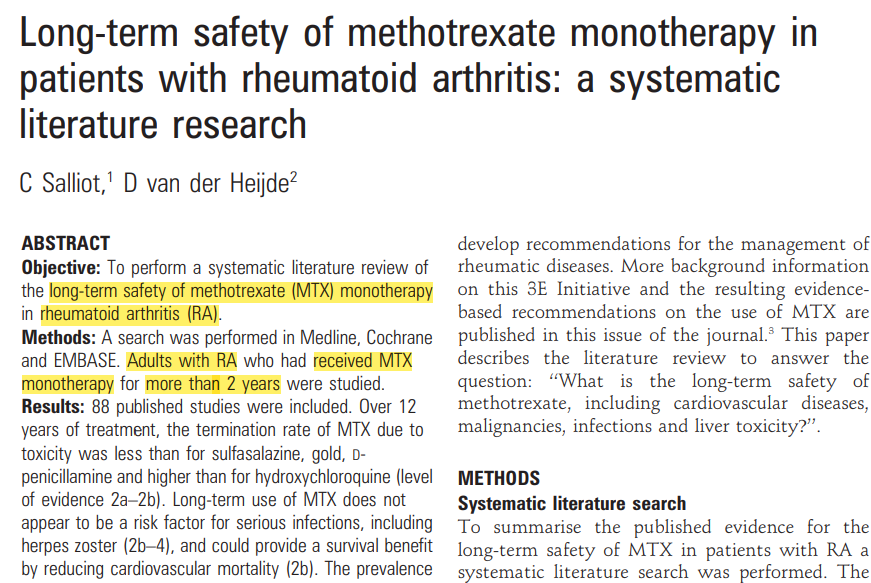 Long-term safety of methotrexate monotherapy in
patients with rheumatoid arthritis: a systematic
literature research
C Salliot,1 D van der Heijde2
ABSTRACT
Objective: To perform a systematic literature review of
the long-term safety of methotrexate (MTX) monotherapy
in rheumatoid arthritis (RA).
Methods: A search was performed in Medline, Cochrane
and EMBASE. Adults with RA who had received MTX
monotherapy for more than 2 years were studied.
Results: 88 published studies were included. Over 12
years of treatment, the termination rate of MTX due to
toxicity was less than for sulfasalazine, gold, D-
penicillamine and higher than for hydroxychloroquine (level
of evidence 2a–2b). Long-term use of MTX does not
appear to be a risk factor for serious infections, including
herpes zoster (2b–4), and could provide a survival benefit
by reducing cardiovascular mortality (2b). The prevalence
develop recommendations for the management of
rheumatic diseases. More background information
on this 3E Initiative and the resulting evidence-
based recommendations on the use of MTX are
published in this issue of the journal.3 This paper
describes the literature review to answer the
question: “What is the long-term safety of
methotrexate, including cardiovascular diseases,
malignancies, infections and liver toxicity?”.
METHODS
Systematic literature search
To summarise the published evidence for the
long-term safety of MTX in patients with RA a
systematic literature search was performed. The